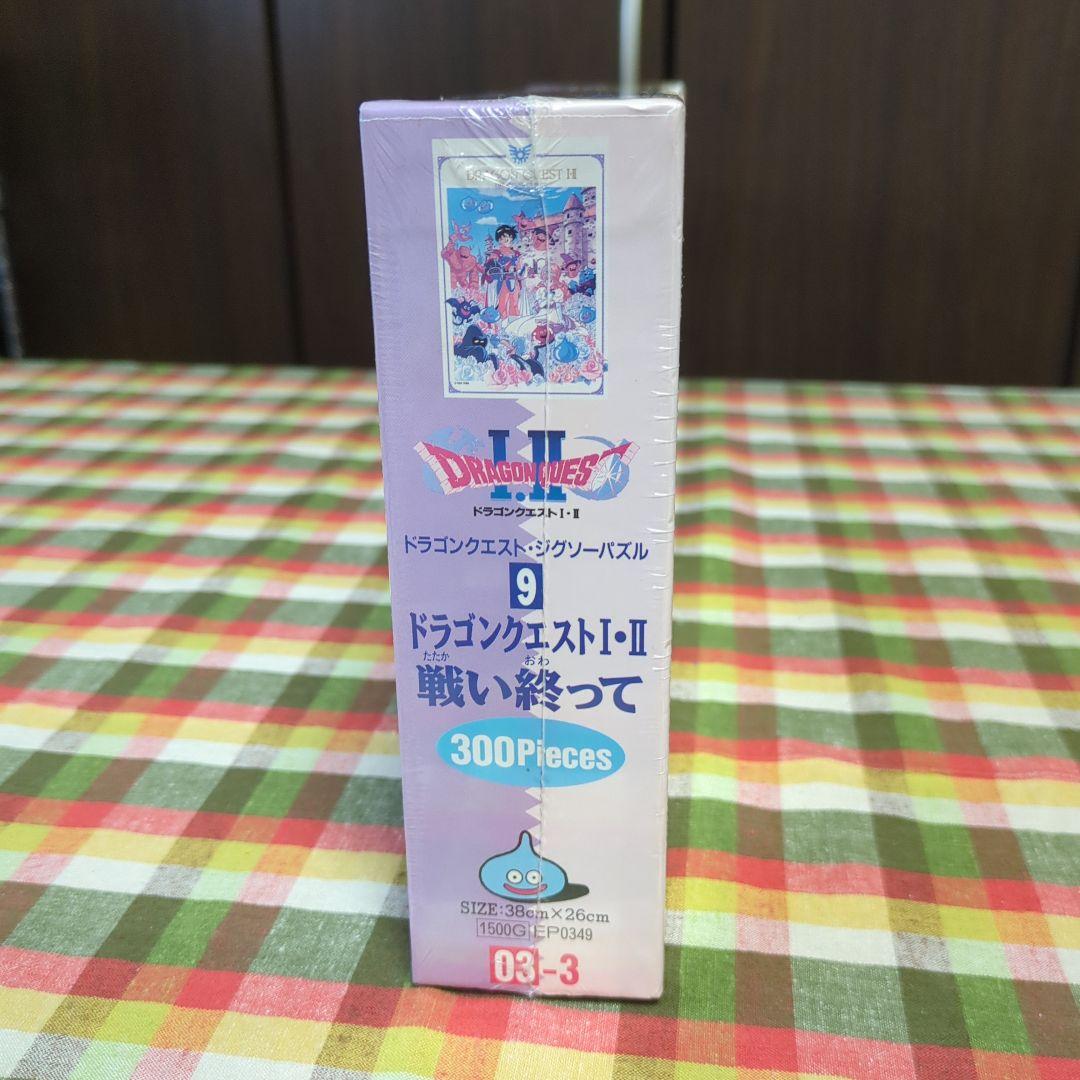 DRAGON QUEST I·II
I.II
DRAGON QUEST
ドラゴンクエストI・II
ドラゴンクエスト・ジグソーパズル
9
ドラゴンクエストI・II
たたか おわ
戦い終って
300Pieces
SIZE:38cm×26cm
1500G EP0349
03-3